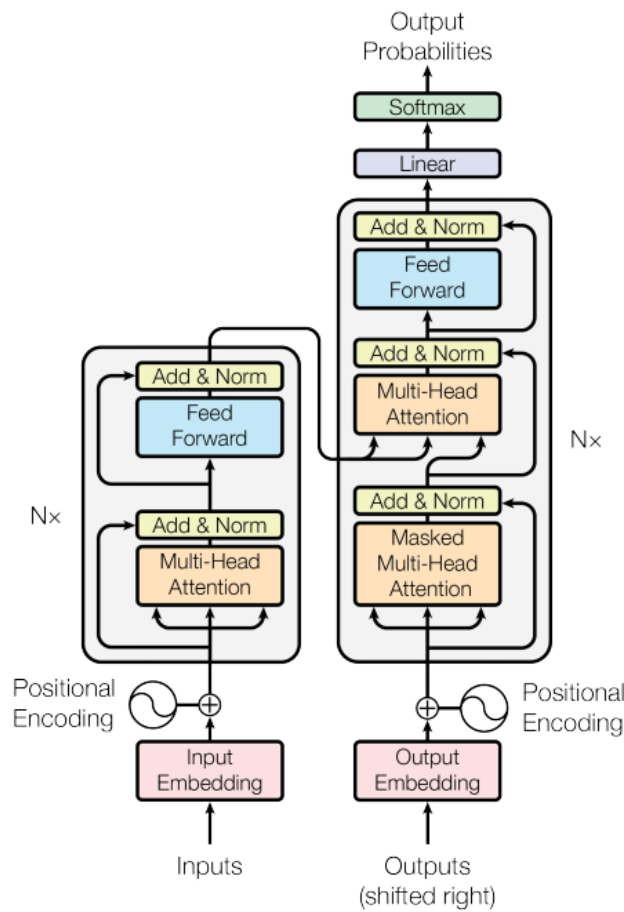 Output
Probabilities
Softmax
Linear
Add & Norm
Feed
Forward
Add & Norm
Multi-Head
Attention
Add & Norm
Masked
Multi-Head
Attention
N×
Add & Norm
Feed
Forward
Add & Norm
Multi-Head
Attention
N×
Positional
Encoding
Positional
Encoding
Input
Embedding
Output
Embedding
Inputs
Outputs
(shifted right)